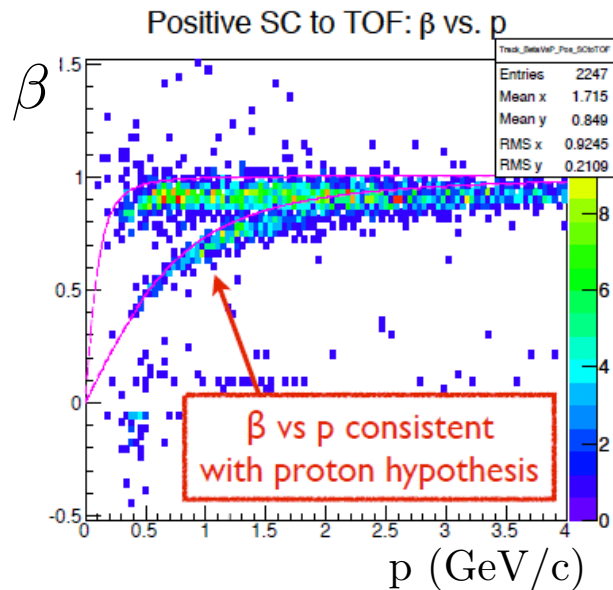 Positive SC to TOF: β vs. p
Track_BetaVsP_Pos_SCtoTOF
Entries 2247
Mean x 1.715
Mean y 0.849
RMS x 0.9245
RMS y 0.2109
β
1.5
1
0.5
0
-0.5
8
6
4
2
0
β vs p consistent
with proton hypothesis
0 0.5 1 1.5 2 2.5 3 3.5 4
p (GeV/c)